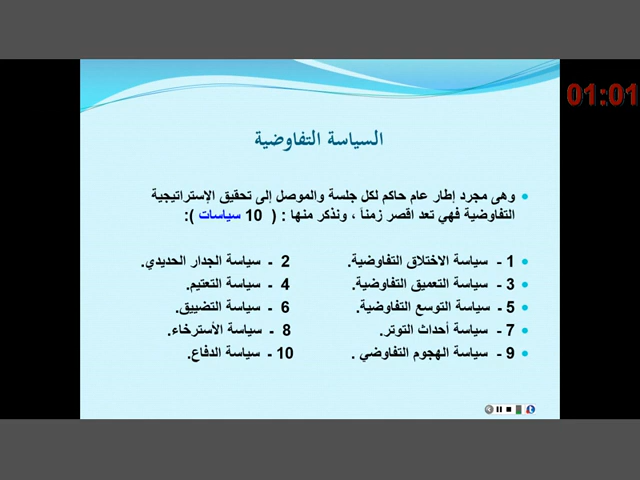 01:01
السياسة التفاوضية
وهى مجرد إطار عام حاكم لكل جلسة والموصل إلى تحقيق الإستراتيجية
التفاوضية فهي تعد اقصر زمناً ، ونذكر منها : ( 10 سياسات ):
1 - سياسة الاختلاق التفاوضية. 2 - سياسة الجدار الحديدي.
3 - سياسة التعميق التفاوضية. 4 - سياسة التعتيم.
5 - سياسة التوسع التفاوضية. 6 - سياسة التضييق.
7 - سياسة أحداث التوتر. 8 - سياسة الأسترخاء.
9 - سياسة الهجوم التفاوضي . 10 - سياسة الدفاع.